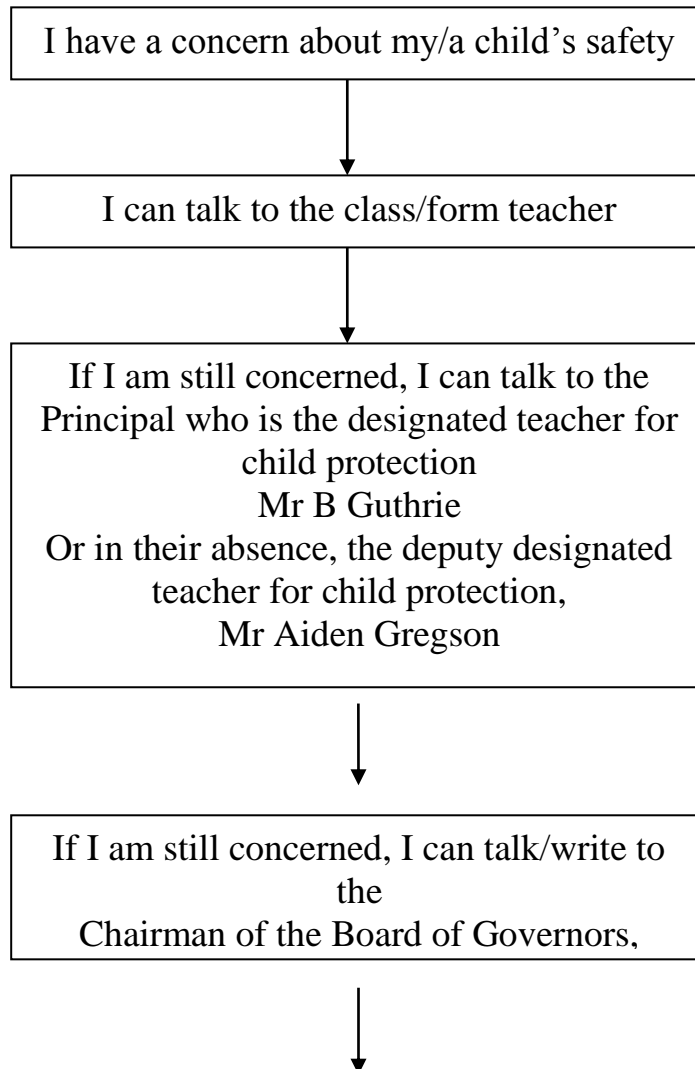 I have a concern about my/a child’s safety
I can talk to the class/form teacher
If I am still concerned, I can talk to the
Principal who is the designated teacher for
child protection
Mr B Guthrie
Or in their absence, the deputy designated
teacher for child protection,
Mr Aiden Gregson
If I am still concerned, I can talk/write to
the
Chairman of the Board of Governors,